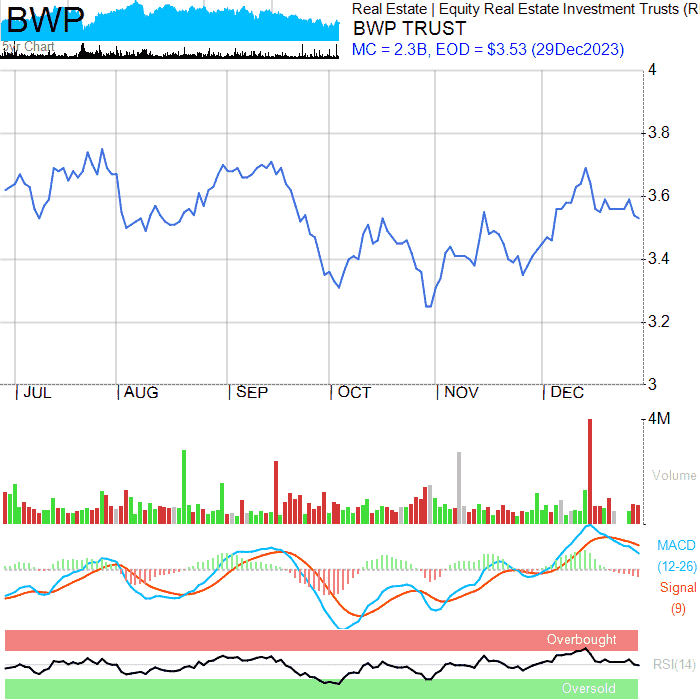 BWP
5yr Chart
Real Estate | Equity Real Estate Investment Trusts (R
BWP TRUST
MC = 2.3B, EOD = $3.53 (29Dec2023)
4
3.8
3.6
3.4
3.2
3
JUL AUG SEP OCT NOV DEC
4M
Volume
MACD
(12-26)
Signal
(9)
Overbought
RSI(14)
Oversold